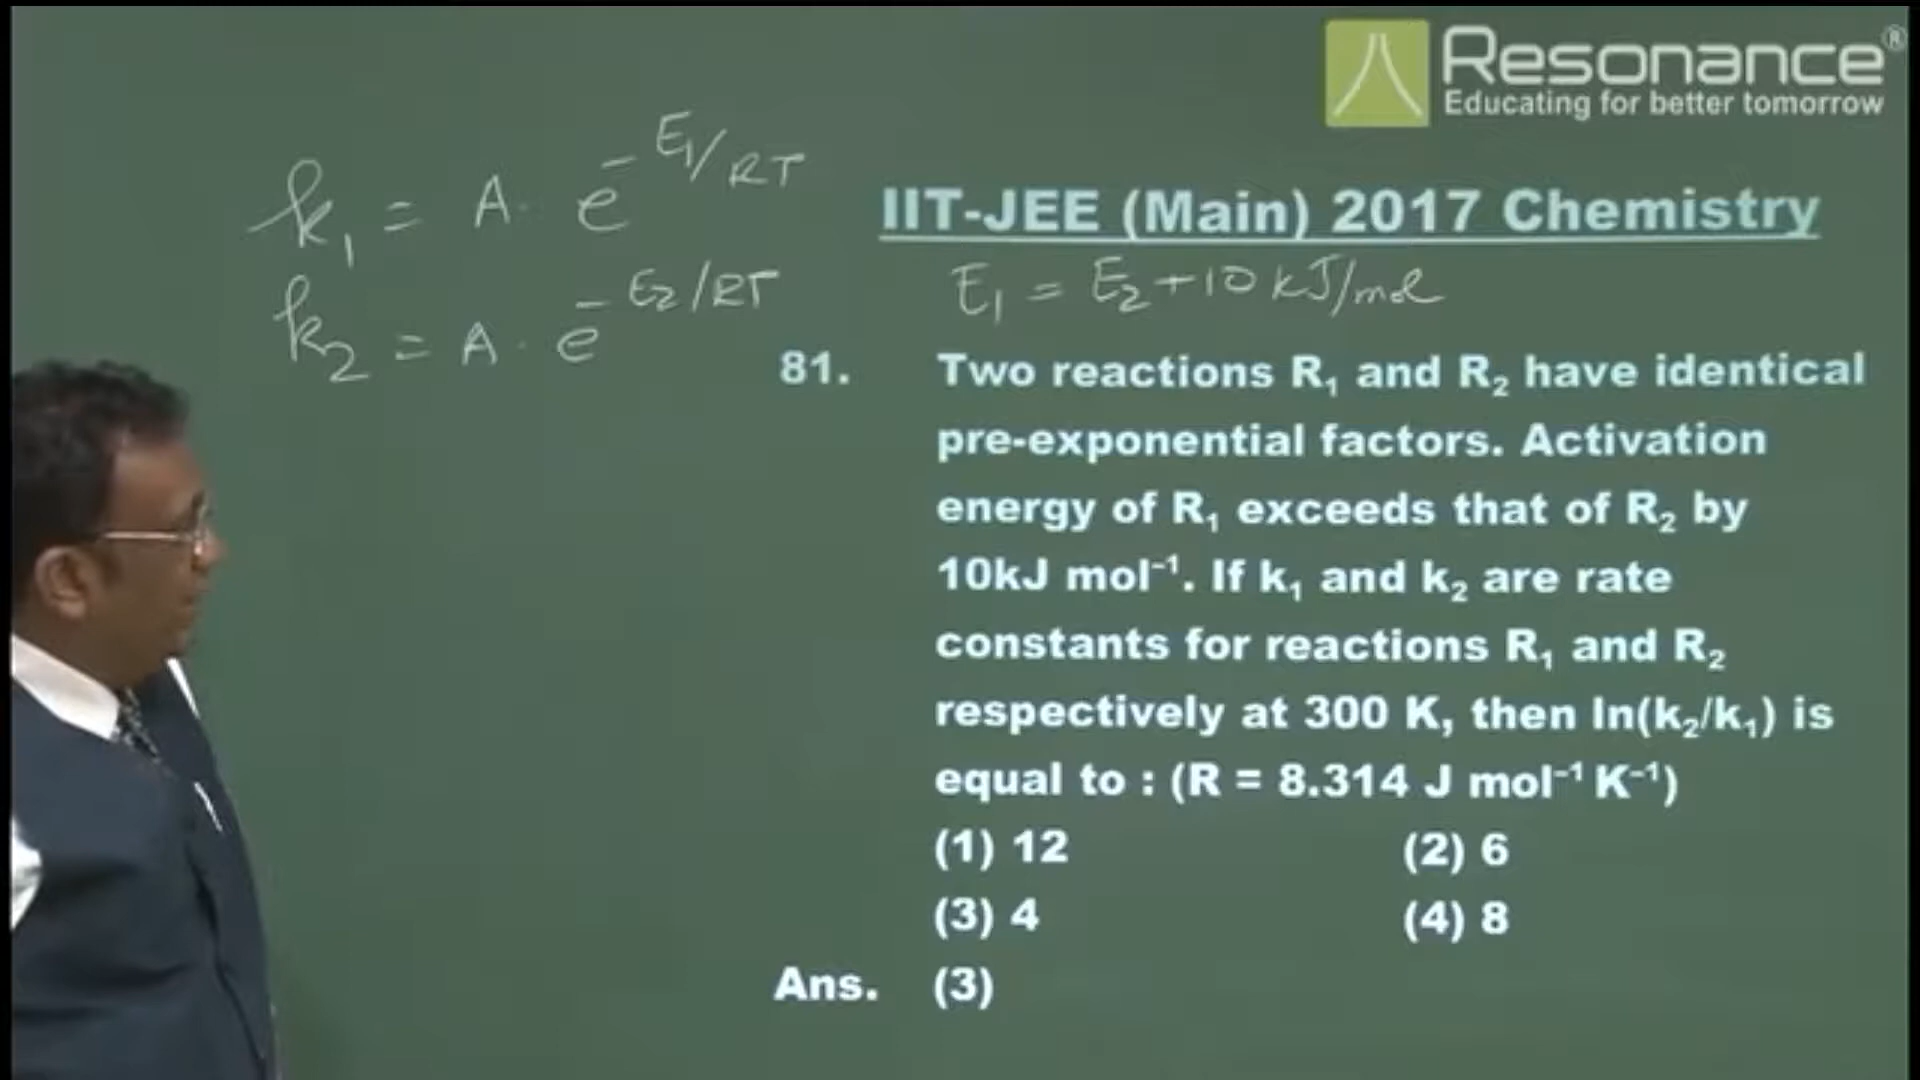 Resonance®
Educating for better tomorrow
k₁ = A · e^(-E₁/RT)
IIT-JEE (Main) 2017 Chemistry
k₂ = A · e^(-E₂/RT)
E₁ = E₂ + 10 kJ/mol
81. Two reactions R₁ and R₂ have identical
pre-exponential factors. Activation
energy of R₁ exceeds that of R₂ by
10kJ mol⁻¹. If k₁ and k₂ are rate
constants for reactions R₁ and R₂
respectively at 300 K, then ln(k₂/k₁) is
equal to : (R = 8.314 J mol⁻¹ K⁻¹)
(1) 12 (2) 6
(3) 4 (4) 8
Ans. (3)